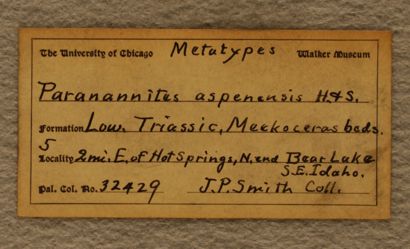 The University of Chicago Metatypes Walker Museum
Paranannites aspenensis H.&S.
Formation Low. Triassic, Meekoceras beds.
5
Locality 2mi. E. of Hot Springs, N. end Bear Lake
S.E. Idaho.
Pal. Col. No. 32429 J.P. Smith Coll.